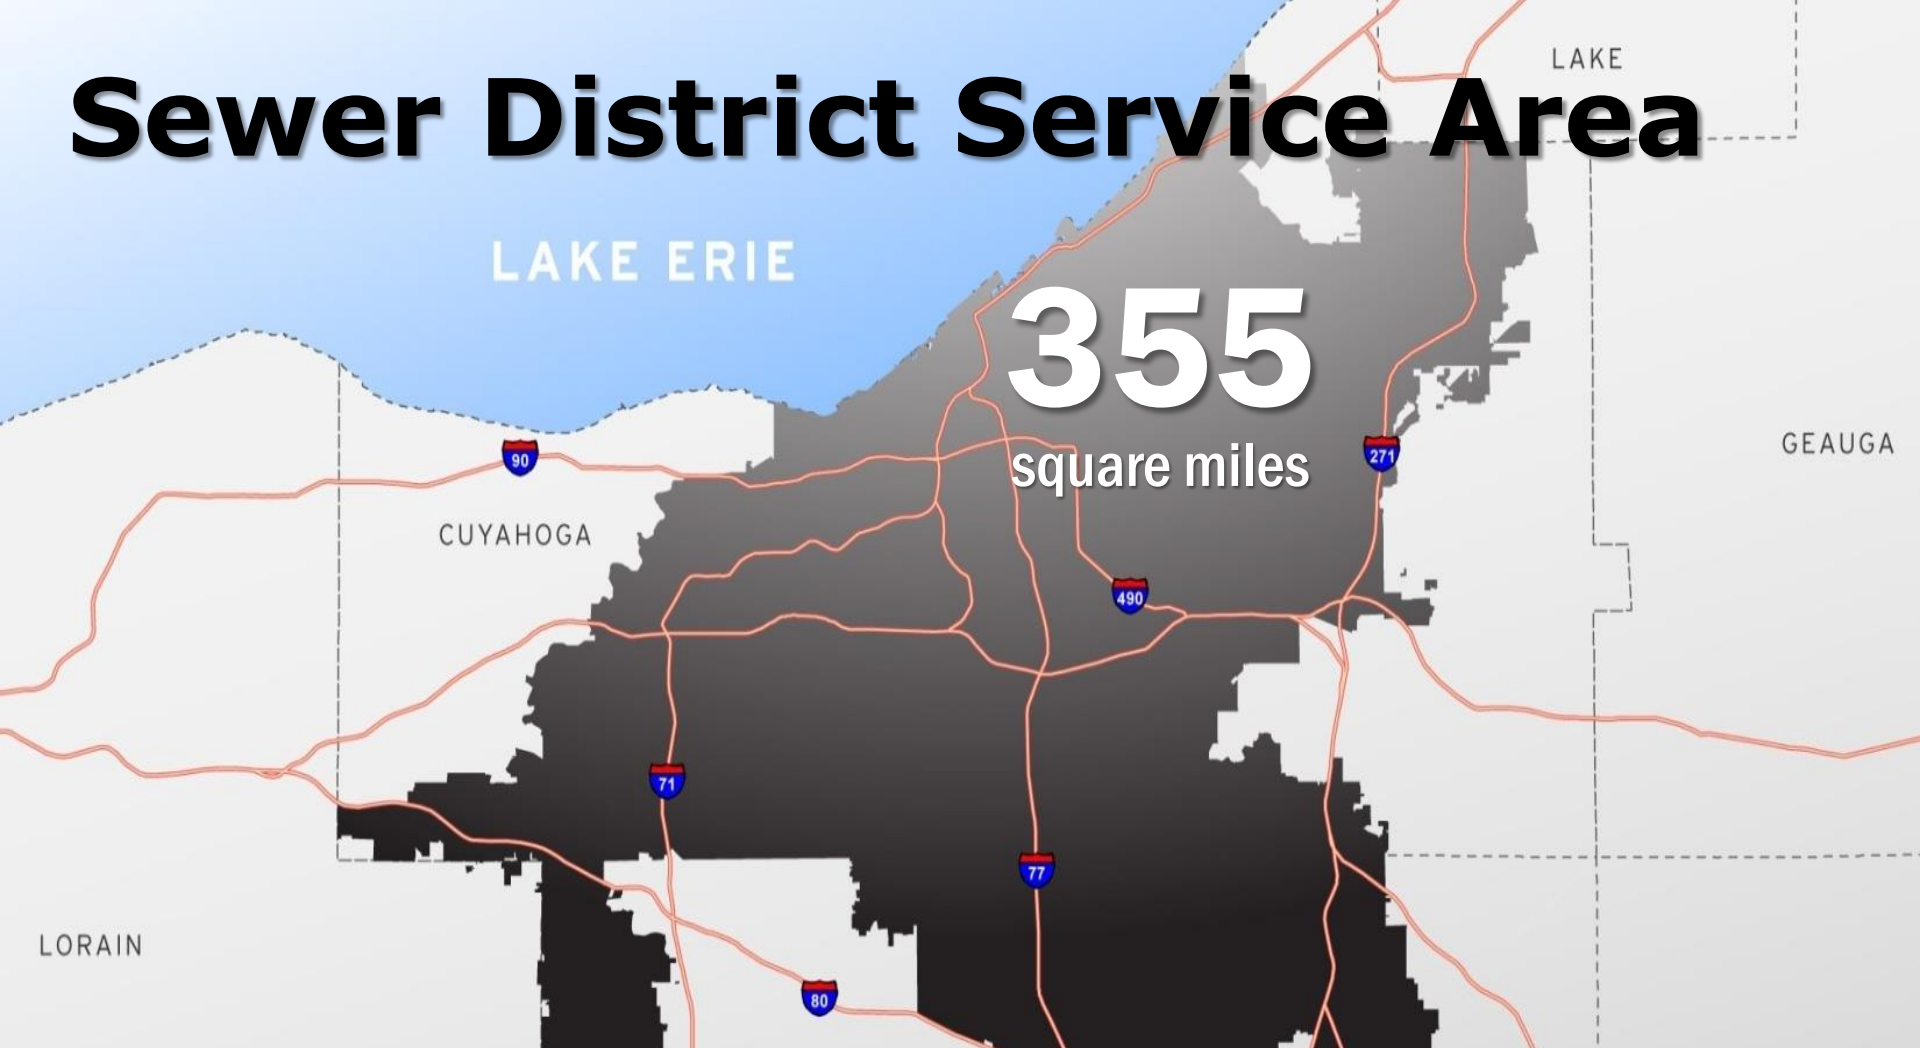 LAKE
Sewer District Service Area
LAKE ERIE
355
square miles
GEAUGA
90
271
CUYAHOGA
490
71
77
LORAIN
80